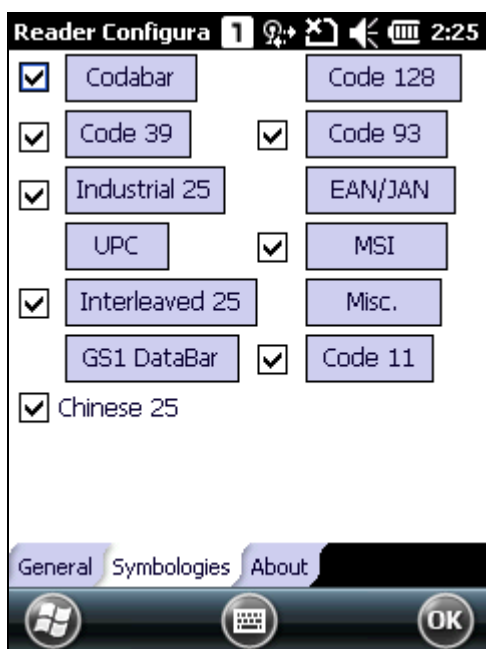 Reader Configura 1 2:25
Codabar Code 128
Code 39 Code 93
Industrial 25 EAN/JAN
UPC MSI
Interleaved 25 Misc.
GS1 DataBar Code 11
Chinese 25
General Symbologies About
OK